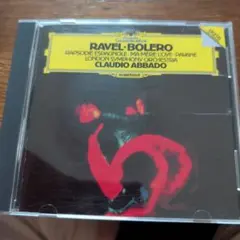 RAVEL·BOLERO
RAPSODIE ESPAGNOLE · MA MÈRE L'OYE · PAVANE
LONDON SYMPHONY ORCHESTRA
CLAUDIO ABBADO